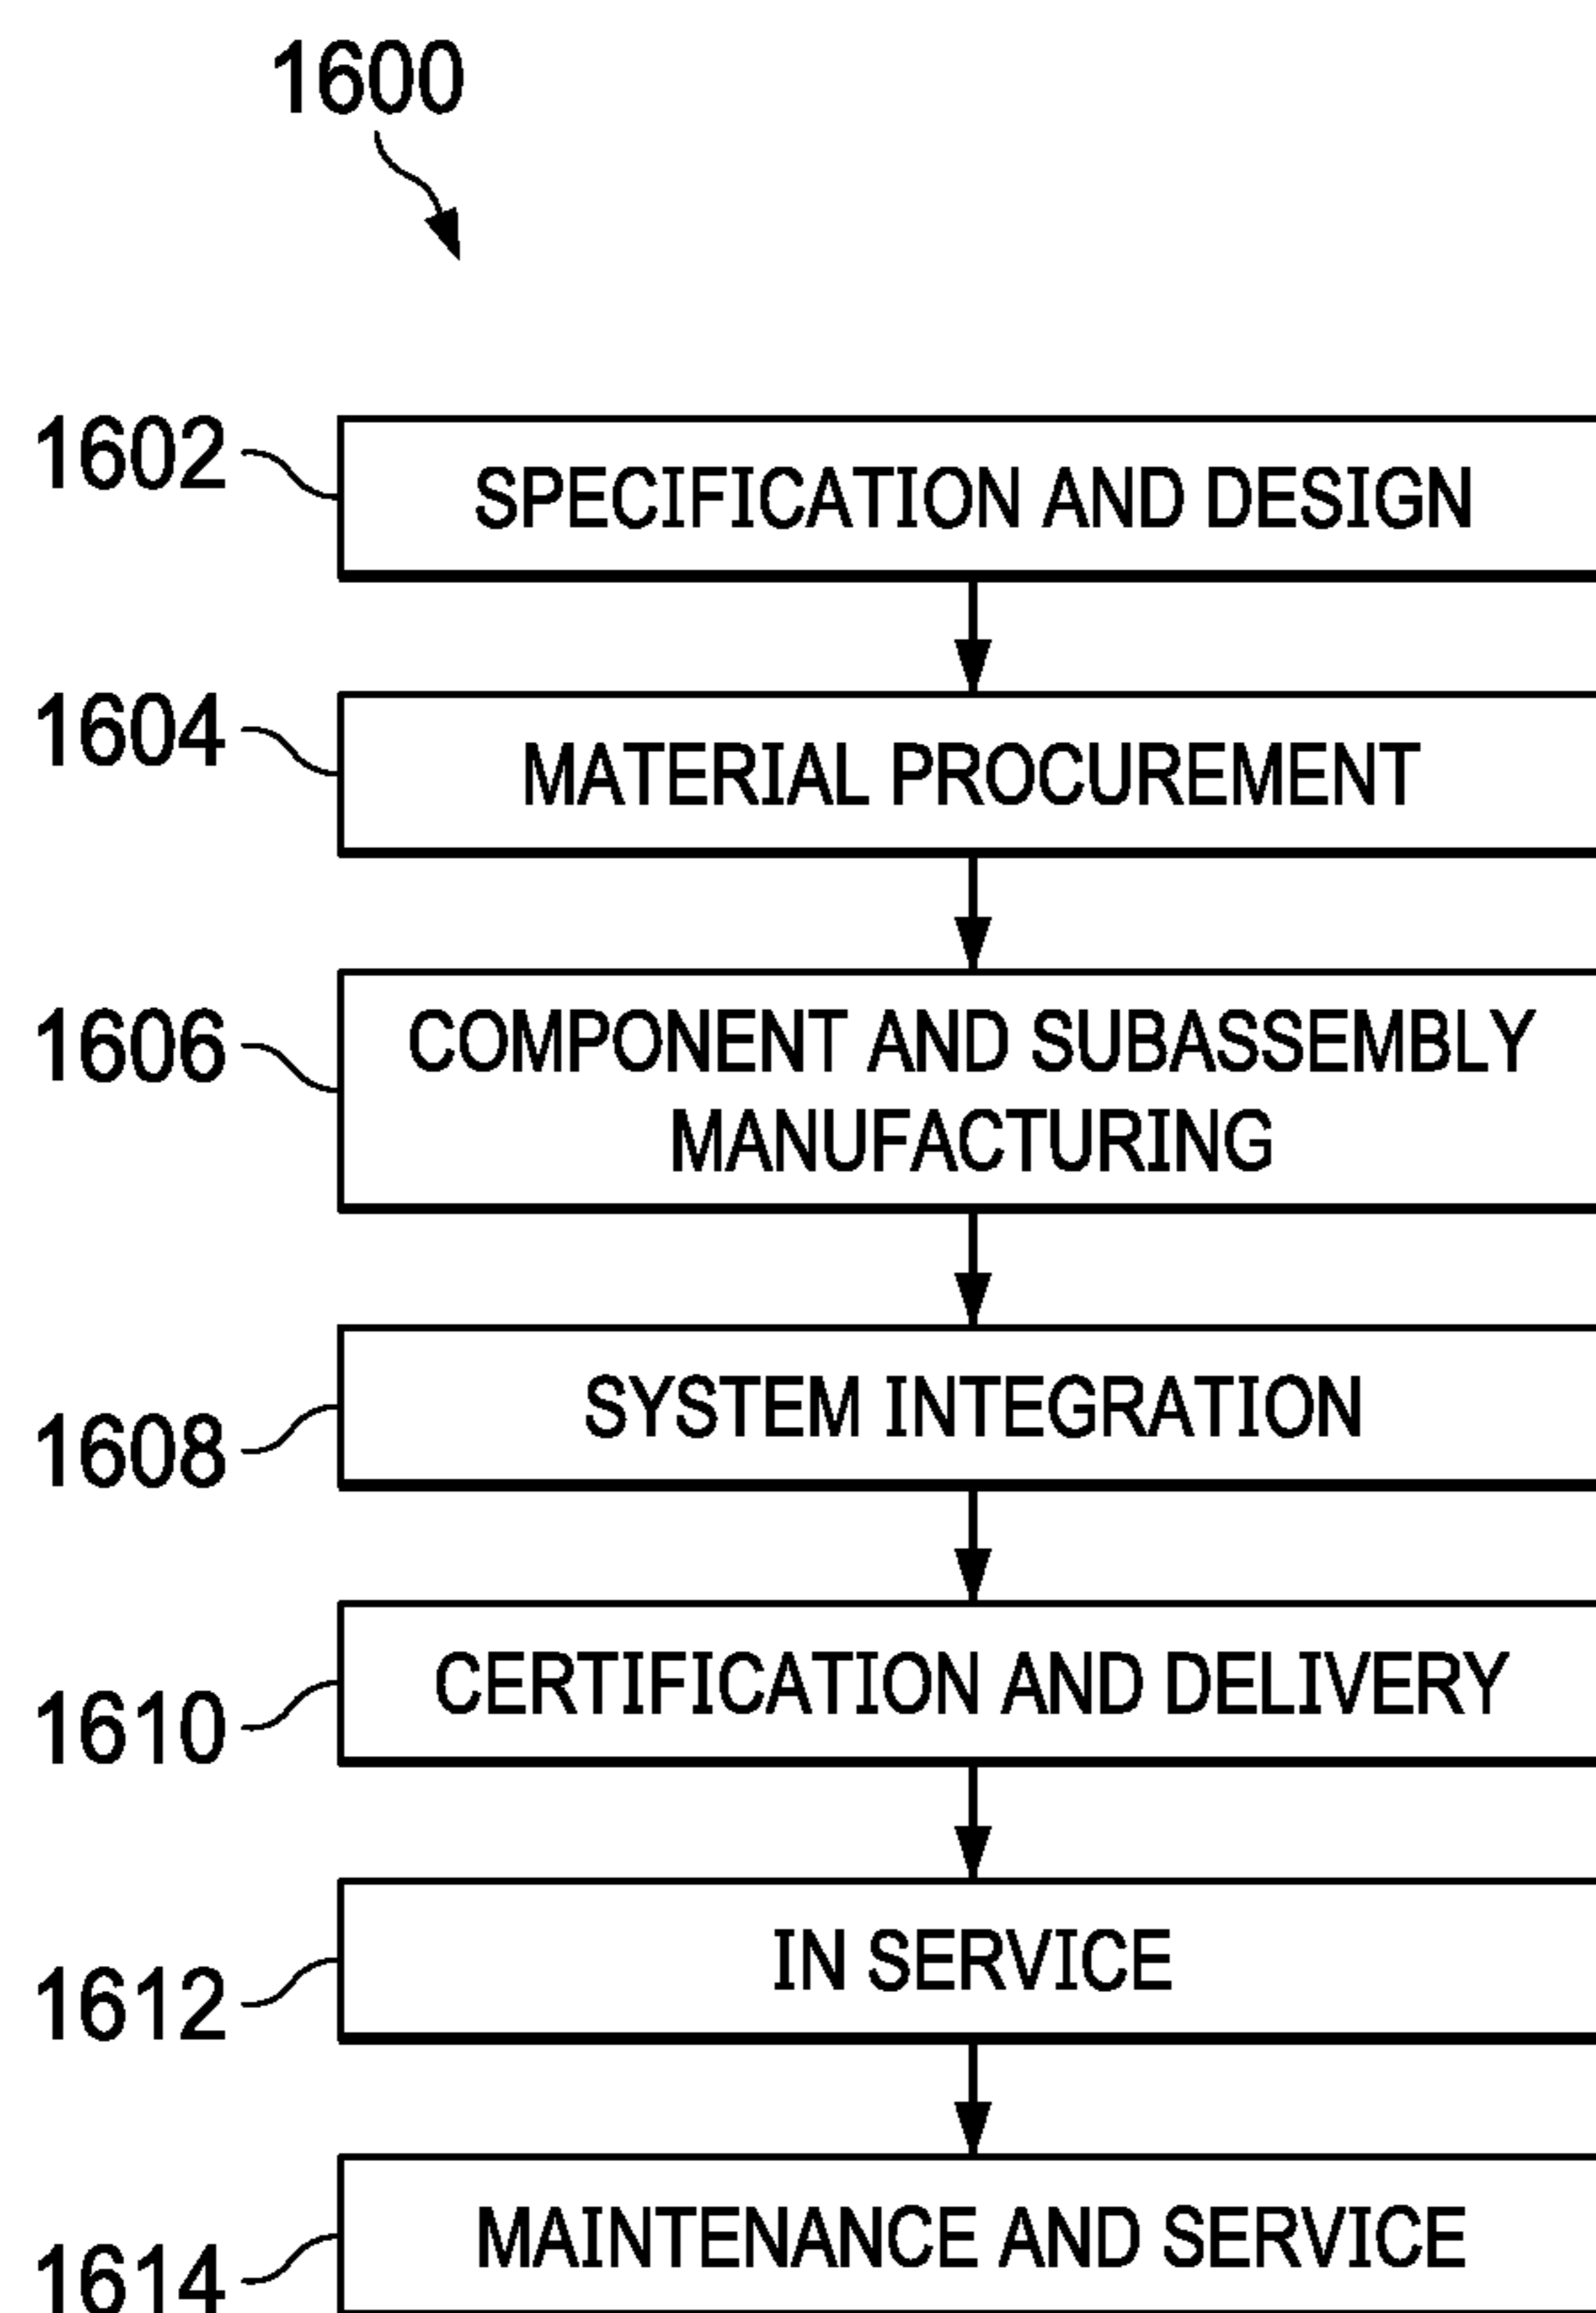 1600
1602
SPECIFICATION AND DESIGN
1604
MATERIAL PROCUREMENT
1606
COMPONENT AND SUBASSEMBLY
MANUFACTURING
1608
SYSTEM INTEGRATION
1610
CERTIFICATION AND DELIVERY
1612
IN SERVICE
1614
MAINTENANCE AND SERVICE